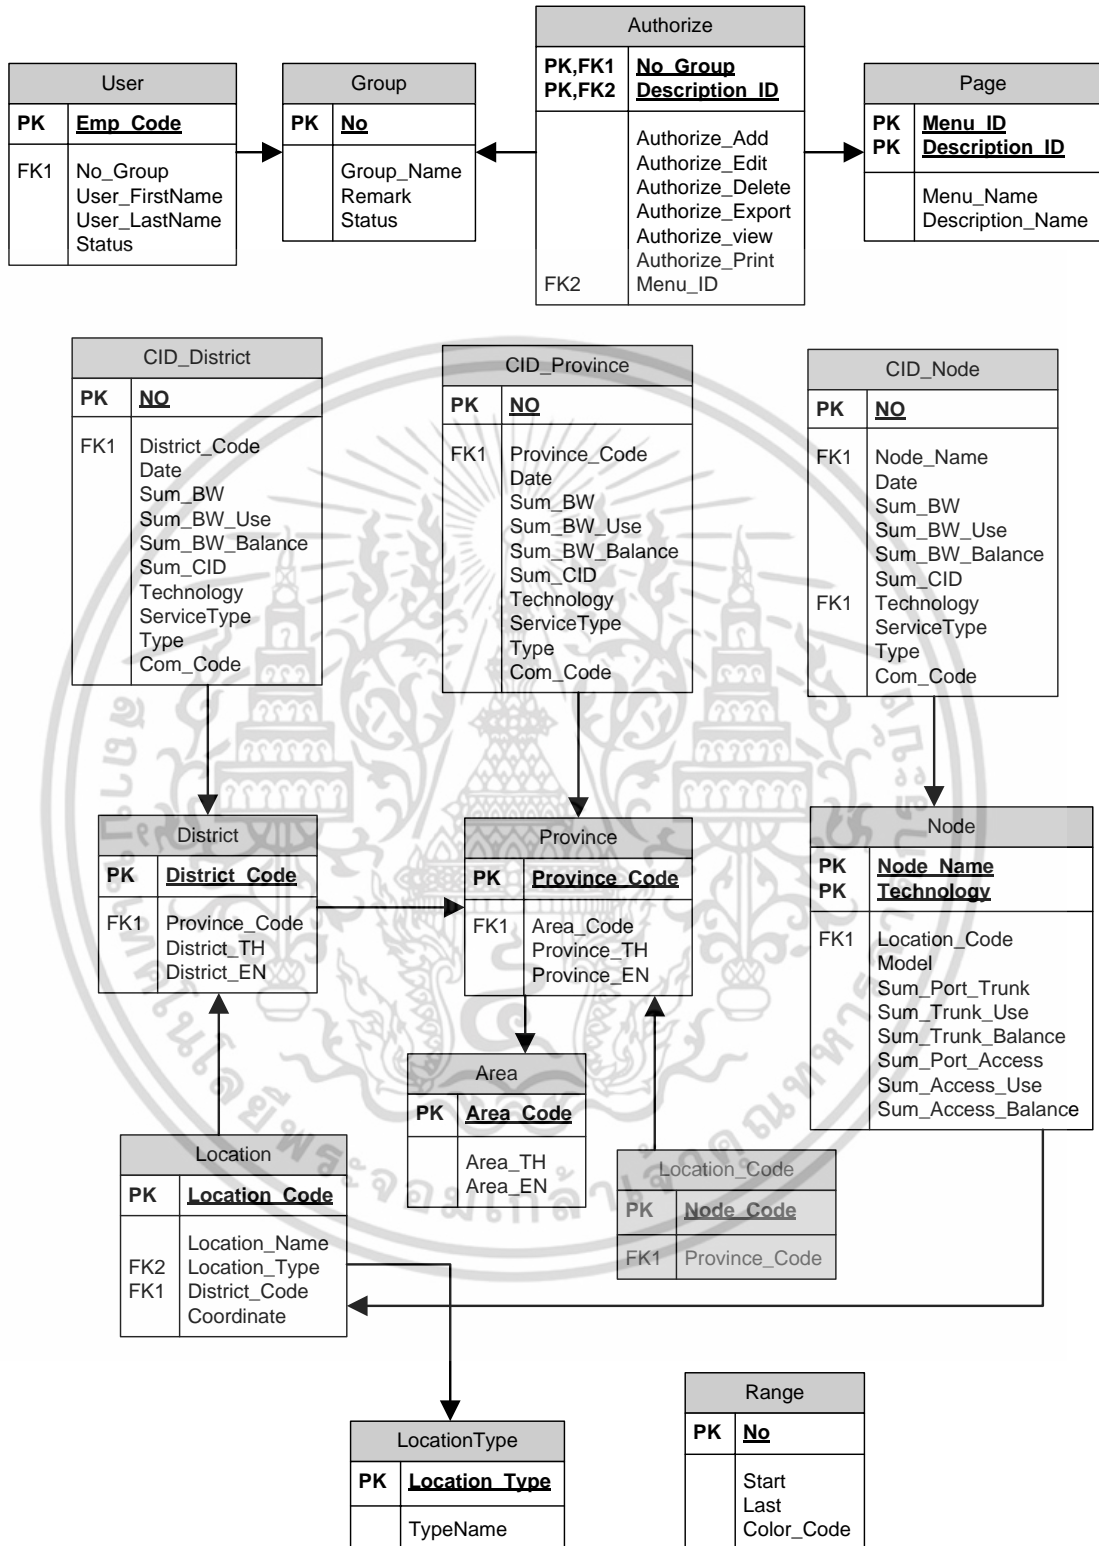 User
PK Emp_Code
FK1 No_Group
User_FirstName
User_LastName
Status
Group
PK No
Group_Name
Remark
Status
Authorize
PK,FK1 No_Group
PK,FK2 Description_ID
Authorize_Add
Authorize_Edit
Authorize_Delete
Authorize_Export
Authorize_view
Authorize_Print
FK2 Menu_ID
Page
PK Menu_ID
PK Description_ID
Menu_Name
Description_Name
CID_District
PK NO
FK1 District_Code
Date
Sum_BW
Sum_BW_Use
Sum_BW_Balance
Sum_CID
Technology
ServiceType
Type
Com_Code
CID_Province
PK NO
FK1 Province_Code
Date
Sum_BW
Sum_BW_Use
Sum_BW_Balance
Sum_CID
Technology
ServiceType
Type
Com_Code
CID_Node
PK NO
FK1 Node_Name
Date
Sum_BW
Sum_BW_Use
Sum_BW_Balance
Sum_CID
FK1 Technology
ServiceType
Type
Com_Code
District
PK District_Code
FK1 Province_Code
District_TH
District_EN
Province
PK Province_Code
FK1 Area_Code
Province_TH
Province_EN
Node
PK Node_Name
PK Technology
FK1 Location_Code
Model
Sum_Port_Trunk
Sum_Trunk_Use
Sum_Trunk_Balance
Sum_Port_Access
Sum_Access_Use
Sum_Access_Balance
Area
PK Area_Code
Area_TH
Area_EN
Location
PK Location_Code
Location_Name
FK2 Location_Type
FK1 District_Code
Coordinate
Location_Code
PK Node_Code
FK1 Province_Code
LocationType
PK Location_Type
TypeName
Range
PK No
Start
Last
Color_Code